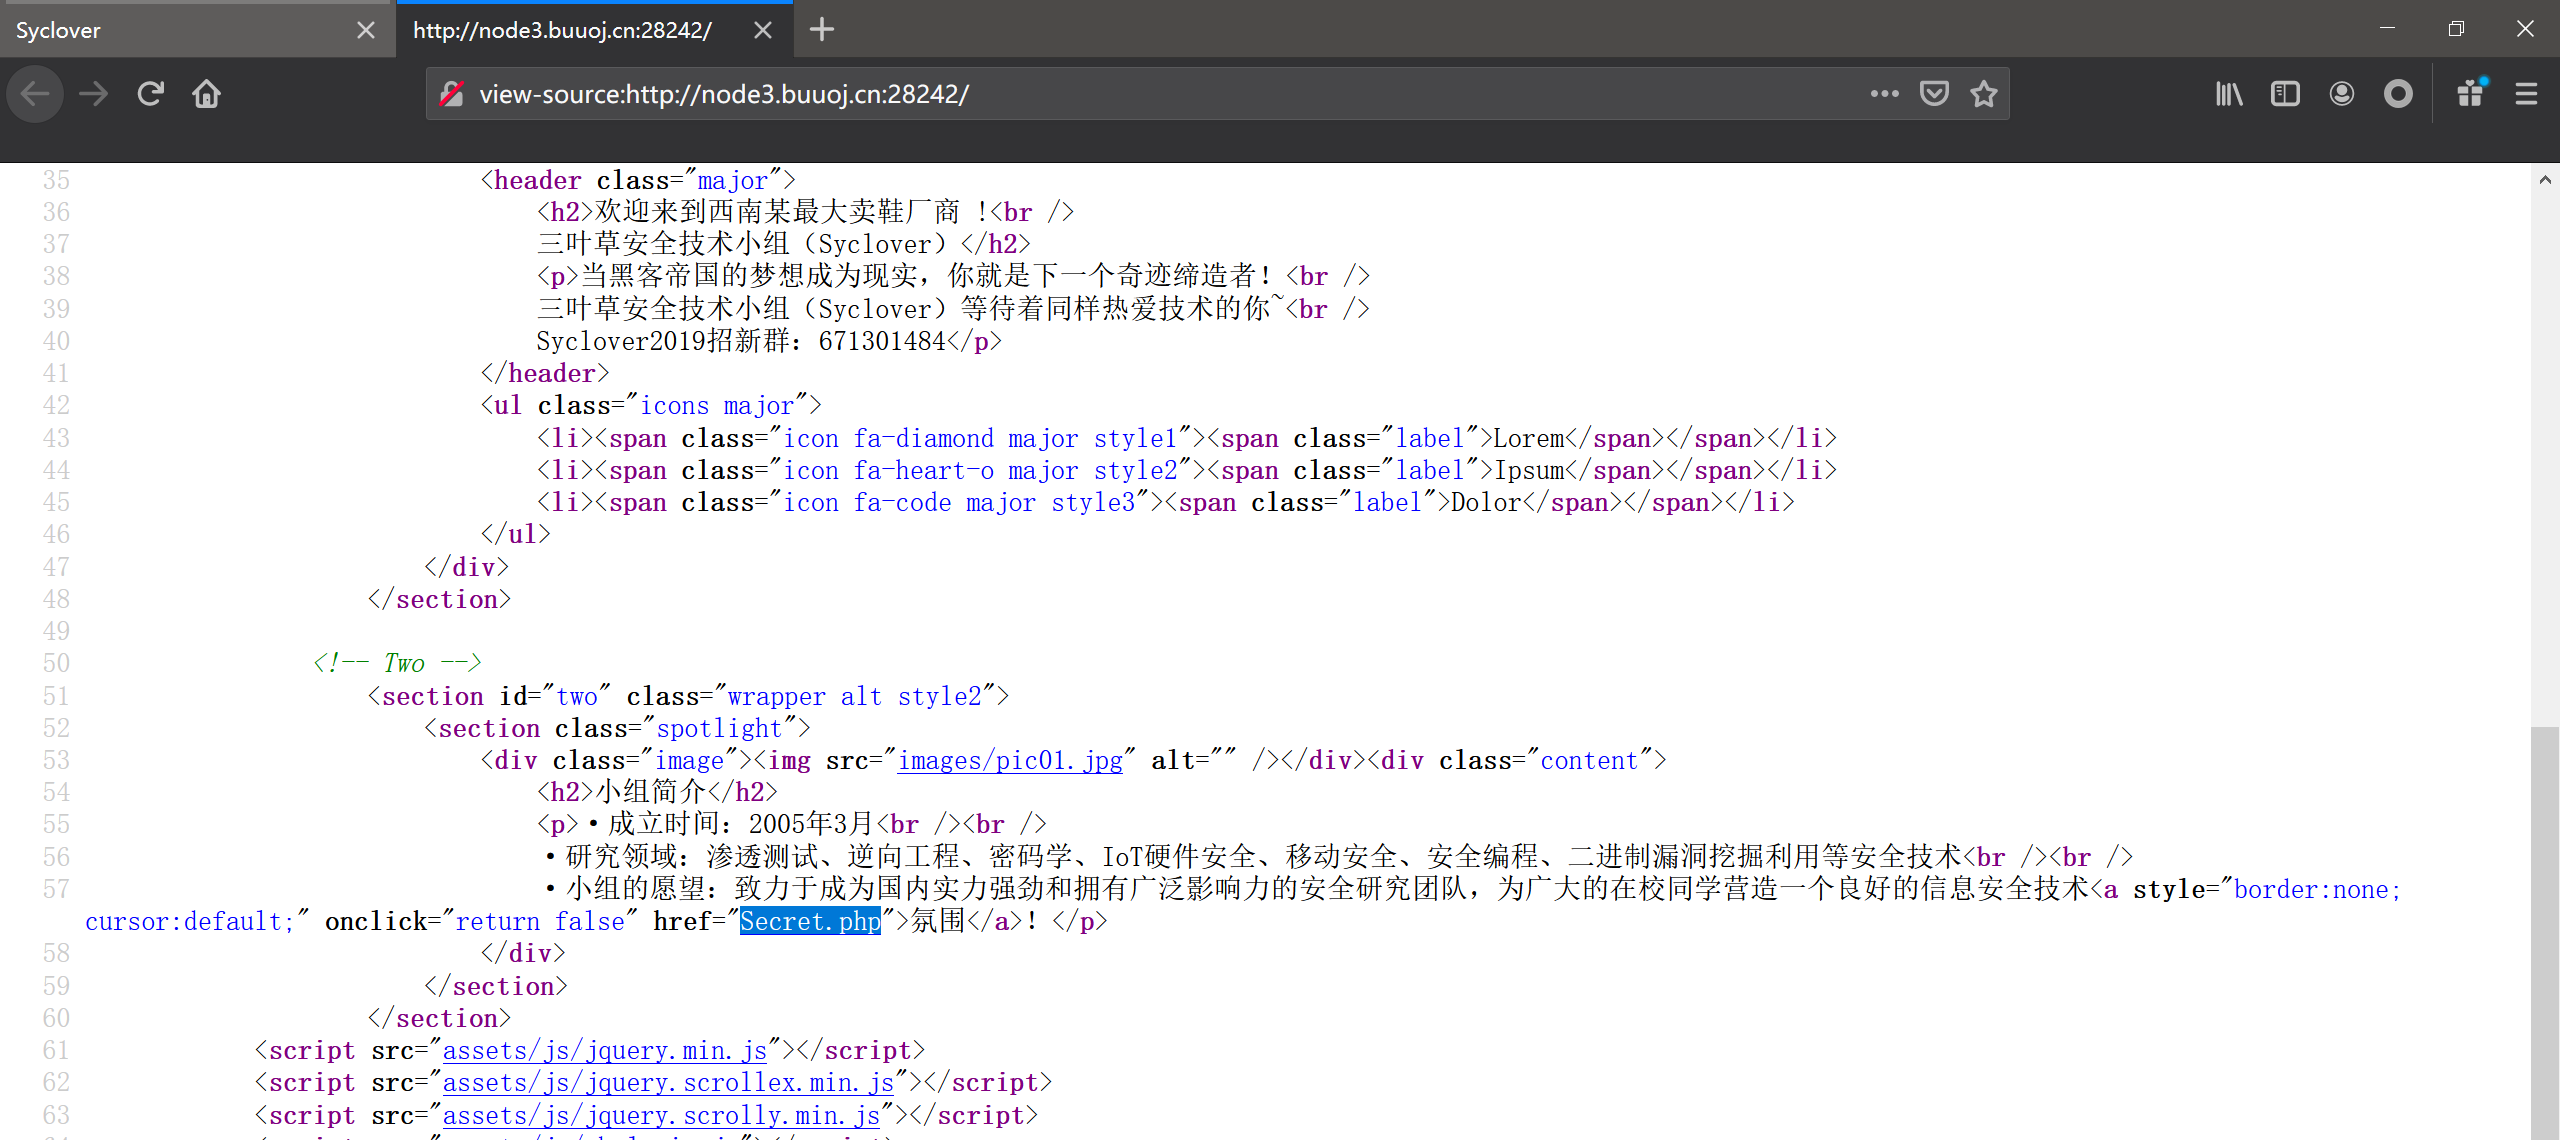 Syclover
http://node3.buuoj.cn:28242/
view-source:http://node3.buuoj.cn:28242/
35 <header class="major">
36 <h2>欢迎来到西南某最大卖鞋厂商 !<br />
37 三叶草安全技术小组（Syclover）</h2>
38 <p>当黑客帝国的梦想成为现实，你就是下一个奇迹缔造者！<br />
39 三叶草安全技术小组（Syclover）等待着同样热爱技术的你~<br />
40 Syclover2019招新群：671301484</p>
41 </header>
42 <ul class="icons major">
43 <li><span class="icon fa-diamond major style1"><span class="label">Lorem</span></span></li>
44 <li><span class="icon fa-heart-o major style2"><span class="label">Ipsum</span></span></li>
45 <li><span class="icon fa-code major style3"><span class="label">Dolor</span></span></li>
46 </ul>
47 </div>
48 </section>
49
50 <!-- Two -->
51 <section id="two" class="wrapper alt style2">
52 <section class="spotlight">
53 <div class="image"><img src="images/pic01.jpg" alt="" /></div><div class="content">
54 <h2>小组简介</h2>
55 <p>·成立时间：2005年3月<br /><br />
56 ·研究领域：渗透测试、逆向工程、密码学、IoT硬件安全、移动安全、安全编程、二进制漏洞挖掘利用等安全技术<br /><br />
57 ·小组的愿望：致力于成为国内实力强劲和拥有广泛影响力的安全研究团队，为广大的在校同学营造一个良好的信息安全技术<a style="border:none;
cursor:default;" onclick="return false" href="Secret.php">氛围</a>！</p>
58 </div>
59 </section>
60 </section>
61 <script src="assets/js/jquery.min.js"></script>
62 <script src="assets/js/jquery.scrollex.min.js"></script>
63 <script src="assets/js/jquery.scrolly.min.js"></script>